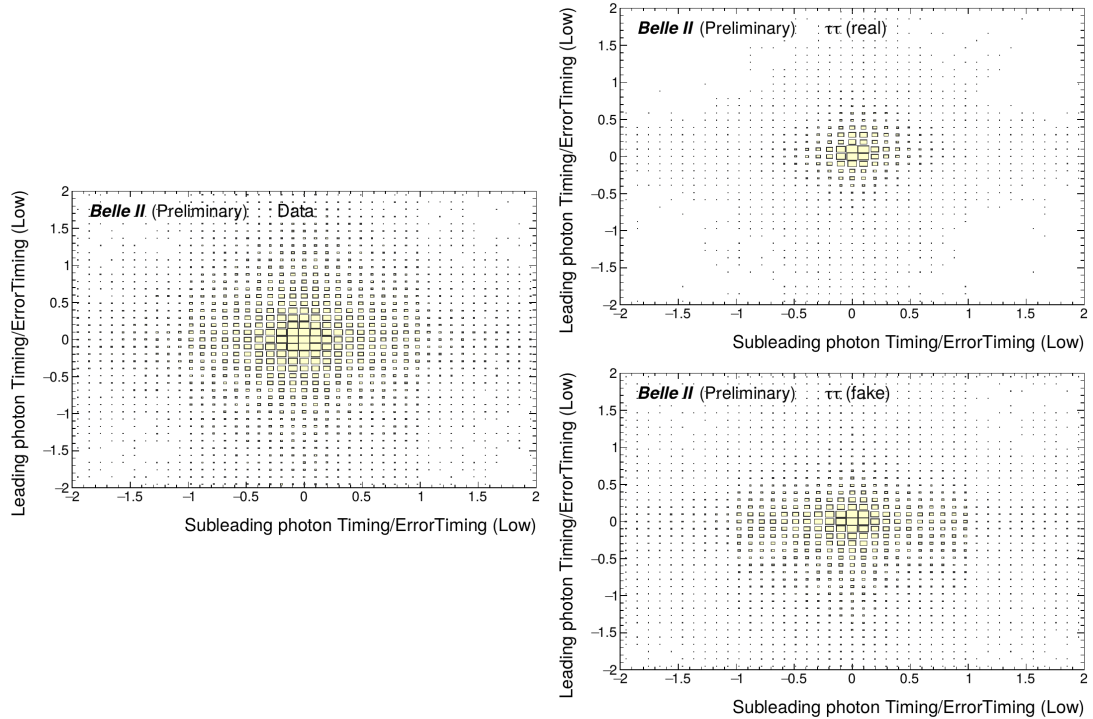 Belle II (Preliminary) Data
Leading photon Timing/ErrorTiming (Low)
2
1.5
1
0.5
0
−0.5
−1
−1.5
−2
−2 −1.5 −1 −0.5 0 0.5 1 1.5 2
Subleading photon Timing/ErrorTiming (Low)
Belle II (Preliminary) ττ (real)
Leading photon Timing/ErrorTiming (Low)
2
1.5
1
0.5
0
−0.5
−1
−1.5
−2
−2 −1.5 −1 −0.5 0 0.5 1 1.5 2
Subleading photon Timing/ErrorTiming (Low)
Belle II (Preliminary) ττ (fake)
Leading photon Timing/ErrorTiming (Low)
2
1.5
1
0.5
0
−0.5
−1
−1.5
−2
−2 −1.5 −1 −0.5 0 0.5 1 1.5 2
Subleading photon Timing/ErrorTiming (Low)